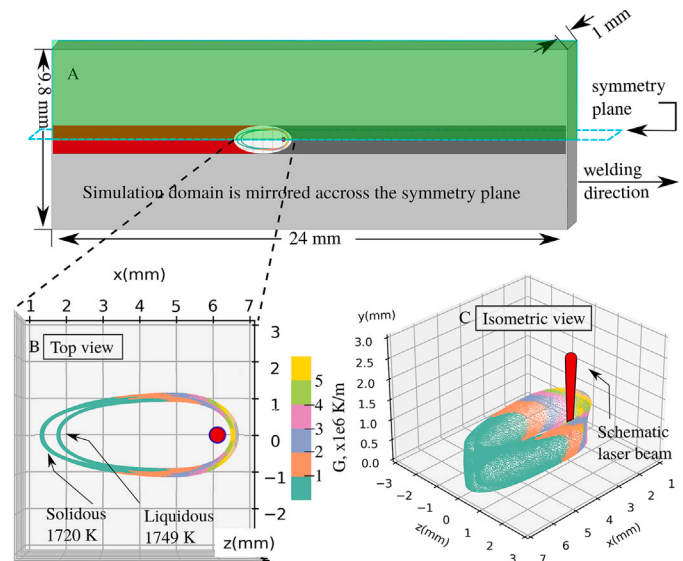 1 mm
A
9.8 mm
symmetry
plane
welding
direction
Simulation domain is mirrored accross the symmetry plane
24 mm
x(mm)
1 2 3 4 5 6 7
B Top view
3
2
1
0
−1
−2
z(mm)
Solidous
1720 K
Liquidous
1749 K
5
4
3
2
1
G, x1e6 K/m
C Isometric view
y(mm)
3.0
2.5
2.0
1.5
1.0
0.5
0.0
Schematic
laser beam
−3
−2
−1
0
1
2
3
z(mm)
7
6
5
4
3
2
1
x(mm)